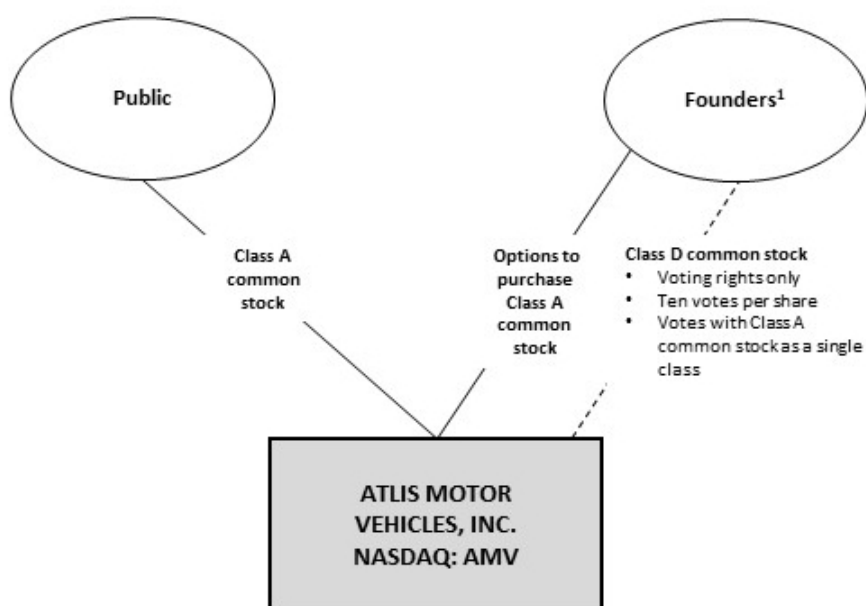 Public
Founders¹
Class A
common
stock
Options to
purchase
Class A
common
stock
Class D common stock
• Voting rights only
• Ten votes per share
• Votes with Class A
common stock as a single
class
ATLIS MOTOR
VEHICLES, INC.
NASDAQ: AMV